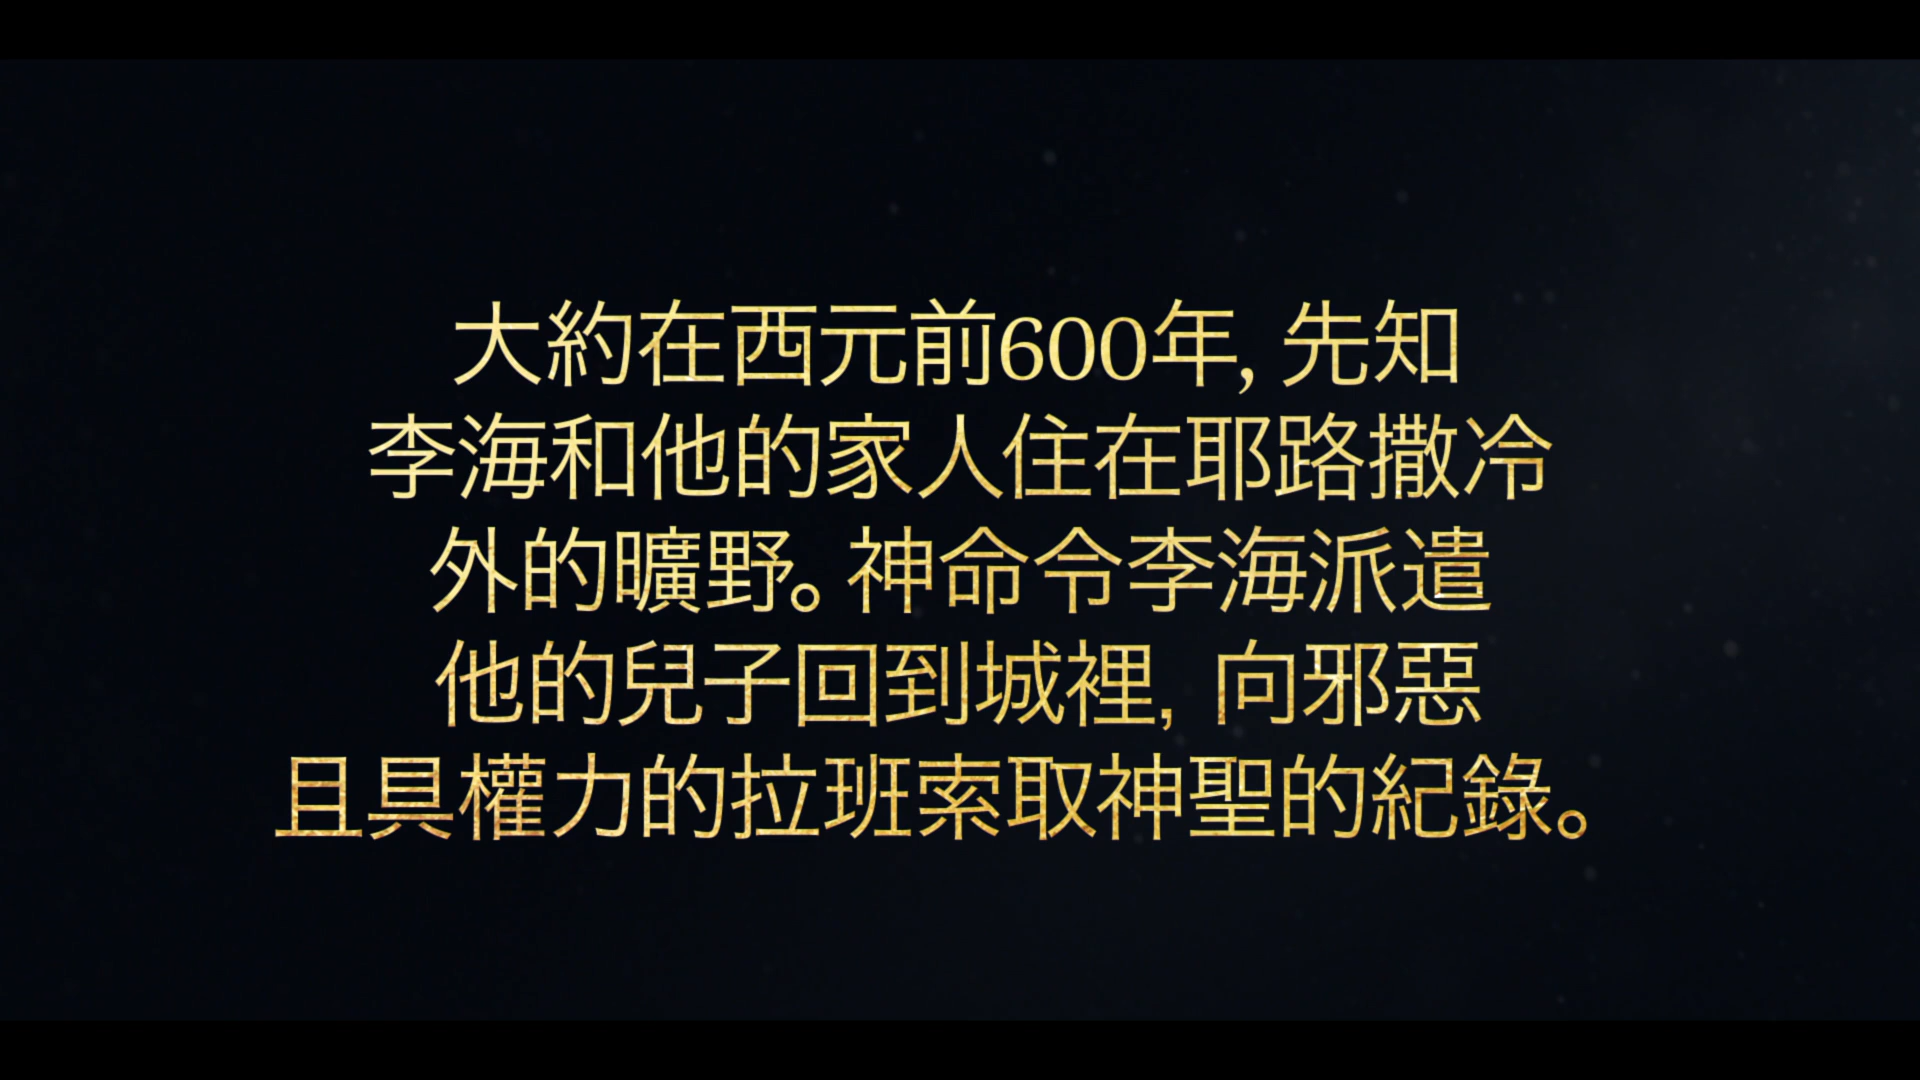 大約在西元前600年, 先知
李海和他的家人住在耶路撒冷
外的曠野。神命令李海派遣
他的兒子回到城裡, 向邪惡
且具權力的拉班索取神聖的紀錄。